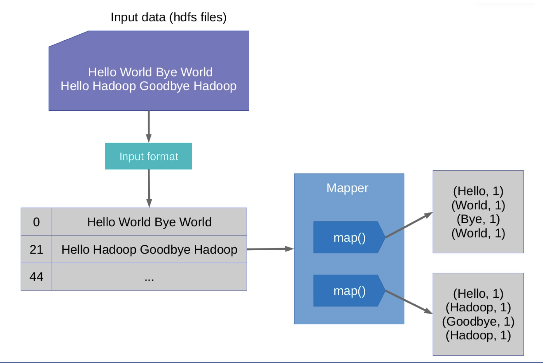 Input data (hdfs files)
Hello World Bye World
Hello Hadoop Goodbye Hadoop
Input format
0 Hello World Bye World
21 Hello Hadoop Goodbye Hadoop
44 ...
Mapper
map()
map()
(Hello, 1)
(World, 1)
(Bye, 1)
(World, 1)
(Hello, 1)
(Hadoop, 1)
(Goodbye, 1)
(Hadoop, 1)